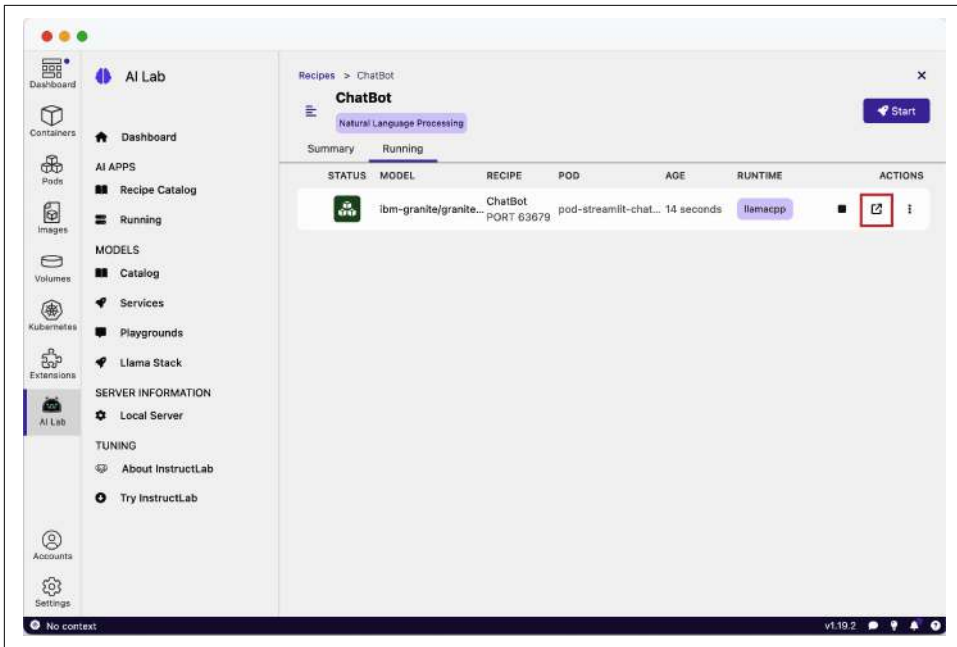 Dashboard
Containers
Pods
Images
Volumes
Kubernetes
Extensions
AI Lab
Accounts
Settings
AI Lab
Dashboard
AI APPS
Recipe Catalog
Running
MODELS
Catalog
Services
Playgrounds
Llama Stack
SERVER INFORMATION
Local Server
TUNING
About InstructLab
Try InstructLab
Recipes > ChatBot
ChatBot
Natural Language Processing
Start
Summary Running
STATUS MODEL RECIPE POD AGE RUNTIME ACTIONS
ibm-granite/granite... ChatBot pod-streamlit-chat... 14 seconds llamacpp
PORT 63679
No context v1.19.2